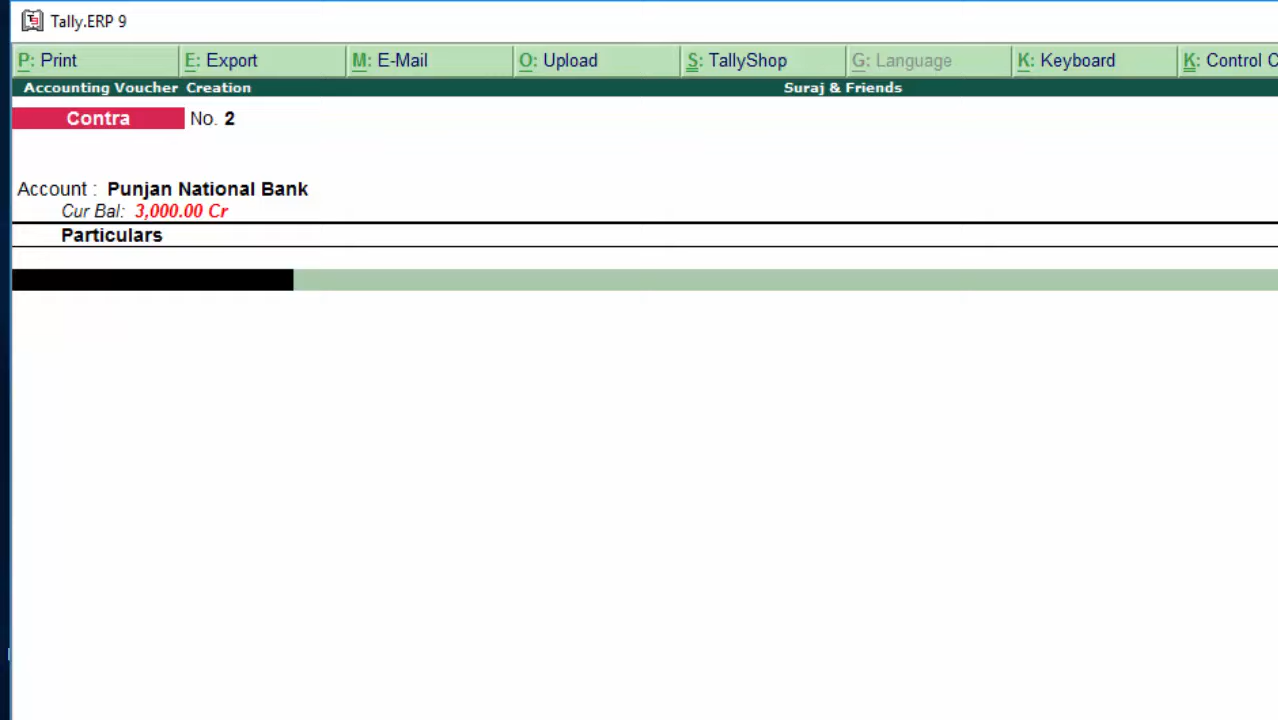 Tally.ERP 9
P: Print E: Export M: E-Mail O: Upload S: TallyShop G: Language K: Keyboard K: Control C
Accounting Voucher Creation Suraj & Friends
Contra No. 2
Account : Punjan National Bank
Cur Bal: 3,000.00 Cr
Particulars